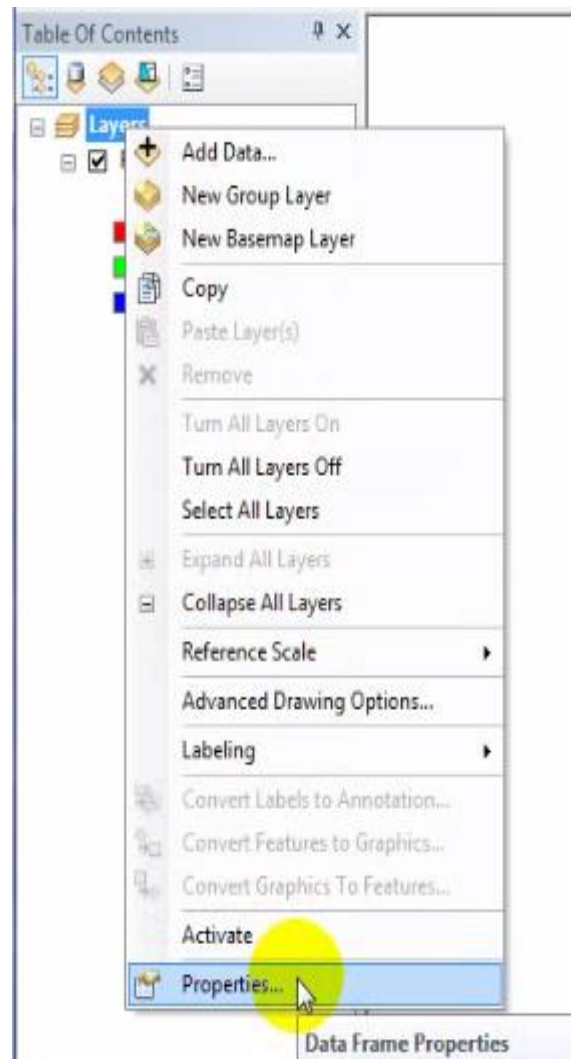 Table Of Contents
Layers
Add Data...
New Group Layer
New Basemap Layer
Copy
Paste Layer(s)
Remove
Turn All Layers On
Turn All Layers Off
Select All Layers
Expand All Layers
Collapse All Layers
Reference Scale
Advanced Drawing Options...
Labeling
Convert Labels to Annotation...
Convert Features to Graphics...
Convert Graphics To Features...
Activate
Properties...
Data Frame Properties